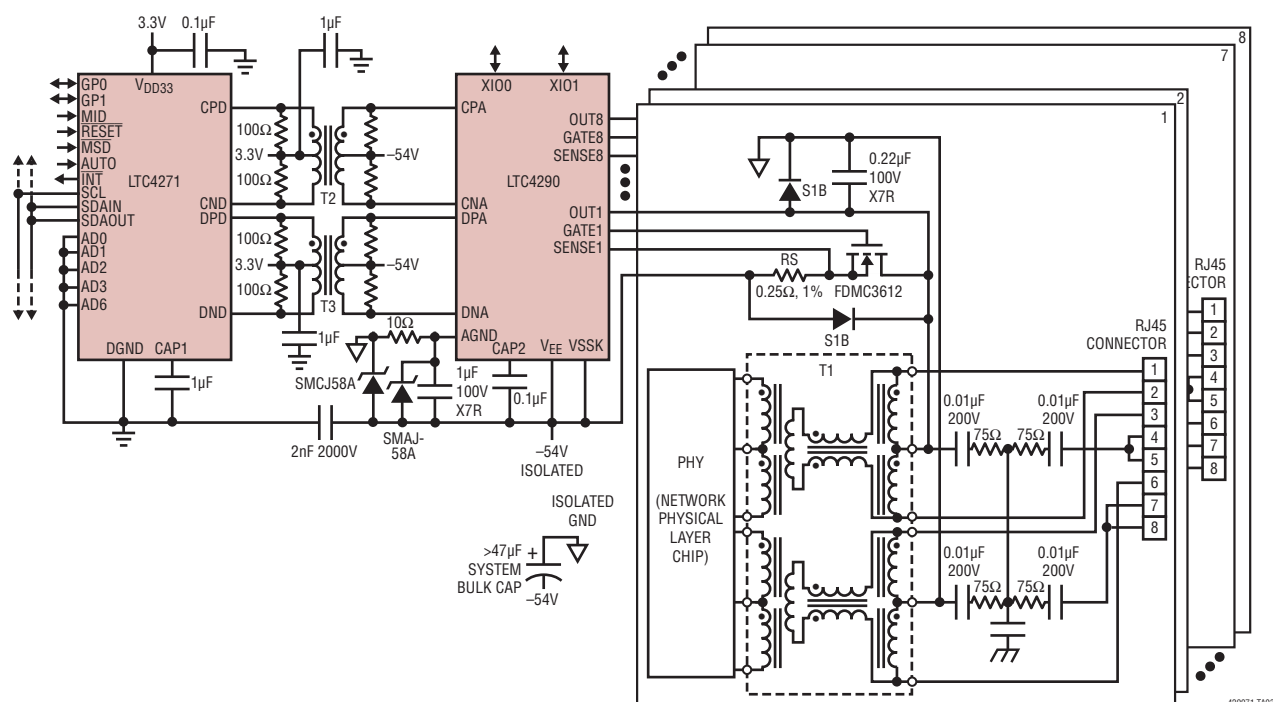 3.3V
0.1µF
1µF
VDD33
GP0
GP1
MID
RESET
MSD
AUTO
INT
SCL
SDAIN
SDAOUT
AD0
AD1
AD2
AD3
AD6
LTC4271
CPD
CND
DPD
DND
DGND
CAP1
1µF
100Ω
3.3V
100Ω
T2
–54V
100Ω
3.3V
100Ω
T3
–54V
1µF
10Ω
SMCJ58A
SMAJ-
58A
1µF
100V
X7R
0.1µF
2nF 2000V
XIO0
XIO1
CPA
CNA
DPA
DNA
AGND
CAP2
VEE
VSSK
LTC4290
OUT8
GATE8
SENSE8
OUT1
GATE1
SENSE1
–54V
ISOLATED
ISOLATED
GND
>47µF
+
SYSTEM
BULK CAP
–54V
8
7
2
1
S1B
0.22µF
100V
X7R
RS
0.25Ω, 1%
FDMC3612
S1B
T1
PHY
(NETWORK
PHYSICAL
LAYER
CHIP)
0.01µF
200V
75Ω
75Ω
0.01µF
200V
0.01µF
200V
75Ω
75Ω
0.01µF
200V
RJ45
CONNECTOR
1
2
3
4
5
6
7
8
RJ45
ECTOR
1
2
3
4
5
6
7
8